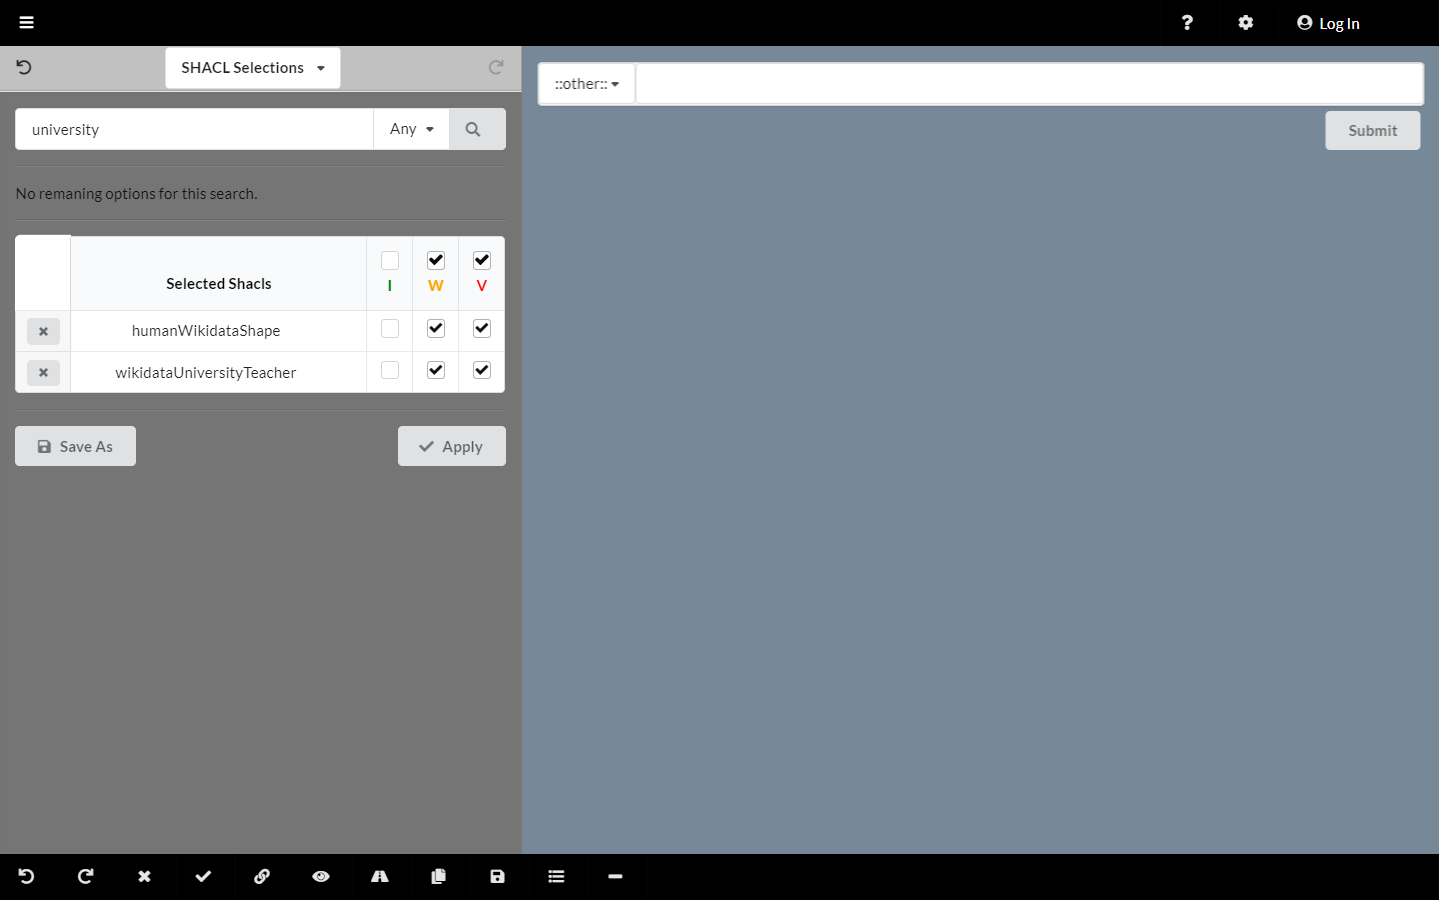 Log In
SHACL Selections
::other::
university
Any
Submit
No remaning options for this search.
Selected Shacls
I
W
V
humanWikidataShape
wikidataUniversityTeacher
Save As
Apply